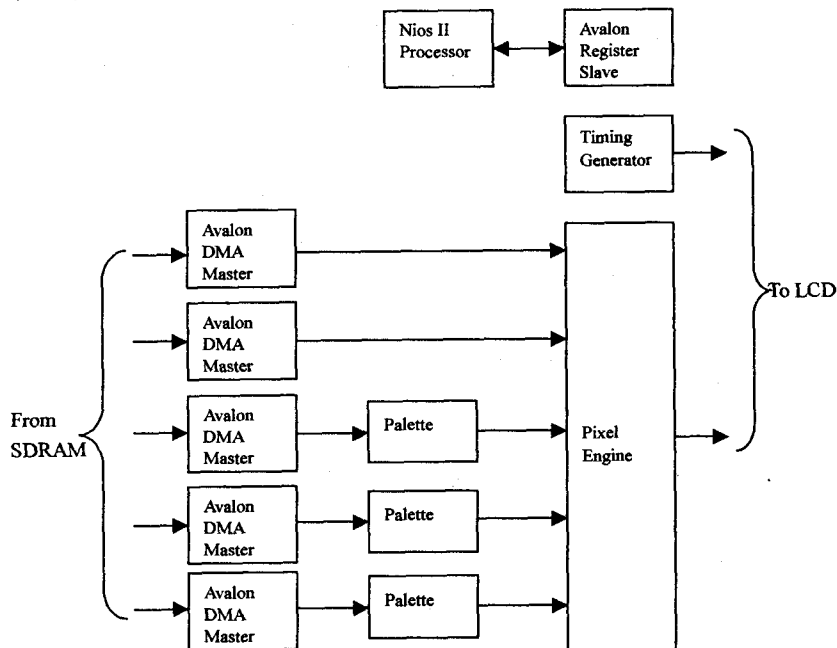 Nios II
Processor
Avalon
Register
Slave
Timing
Generator
Avalon
DMA
Master
To LCD
Avalon
DMA
Master
From
SDRAM
Avalon
DMA
Master
Palette
Pixel
Engine
Avalon
DMA
Master
Palette
Avalon
DMA
Master
Palette